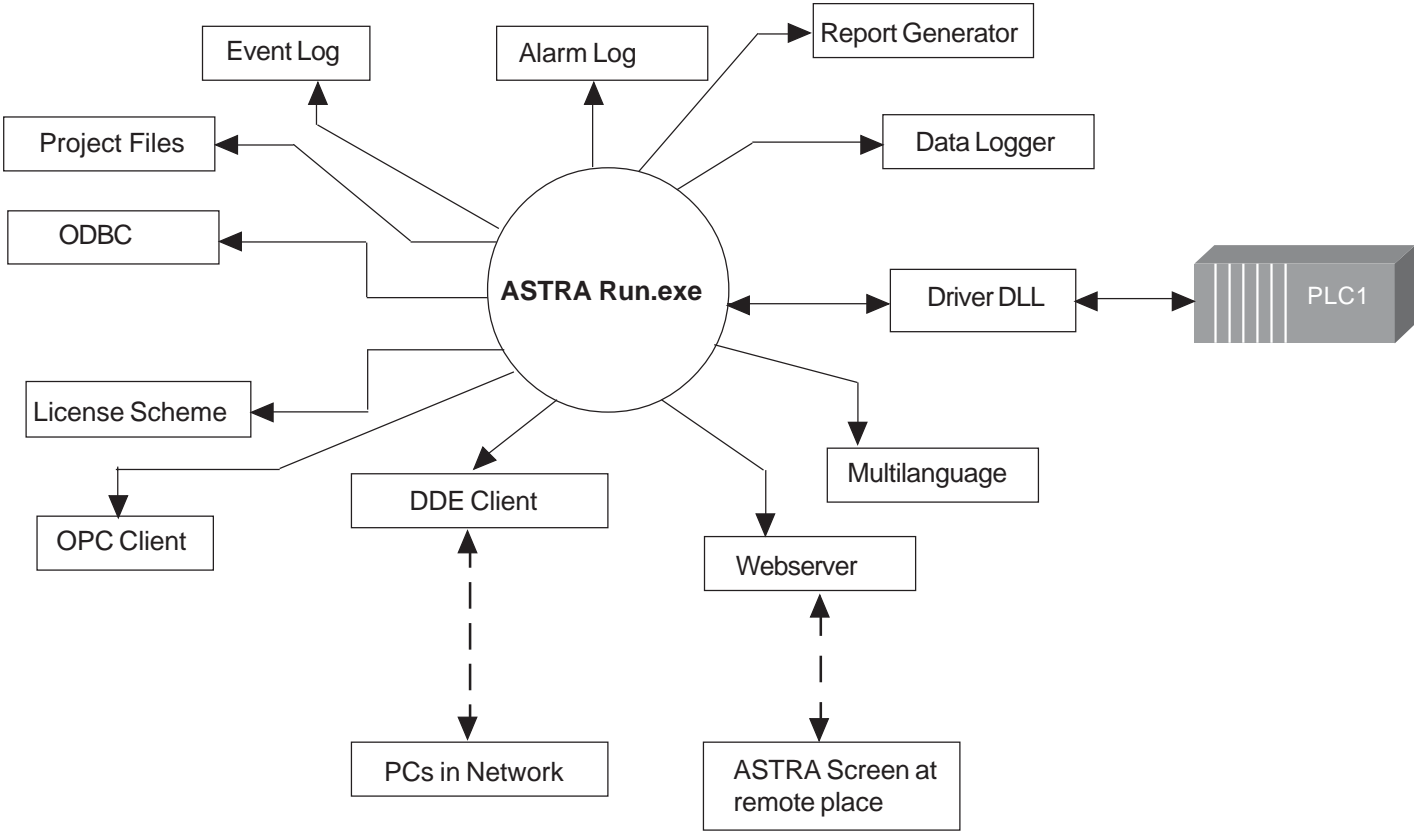 Event Log
Alarm Log
Report Generator
Project Files
Data Logger
ODBC
ASTRA Run.exe
Driver DLL
PLC1
License Scheme
Multilanguage
DDE Client
OPC Client
Webserver
PCs in Network
ASTRA Screen at
remote place